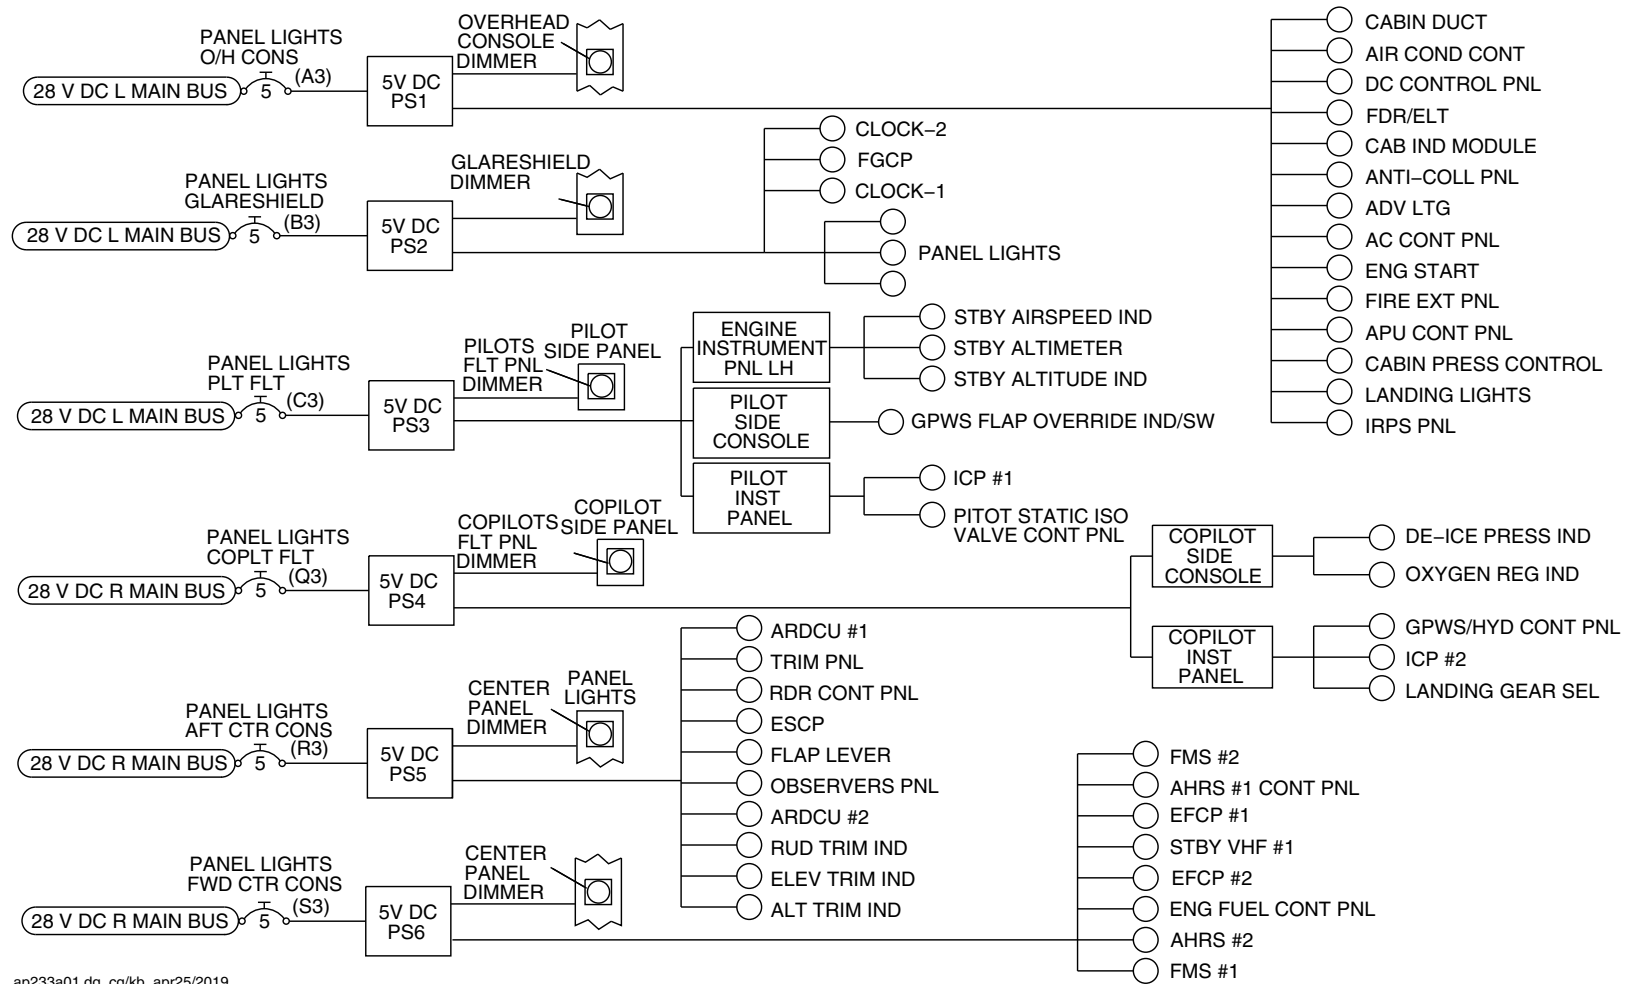 PANEL LIGHTS
O/H CONS
(A3)
28 V DC L MAIN BUS
5
5V DC
PS1
OVERHEAD
CONSOLE
DIMMER
CABIN DUCT
AIR COND CONT
DC CONTROL PNL
FDR/ELT
CAB IND MODULE
ANTI–COLL PNL
ADV LTG
AC CONT PNL
ENG START
FIRE EXT PNL
APU CONT PNL
CABIN PRESS CONTROL
LANDING LIGHTS
IRPS PNL
PANEL LIGHTS
GLARESHIELD
(B3)
28 V DC L MAIN BUS
5
5V DC
PS2
GLARESHIELD
DIMMER
CLOCK–2
FGCP
CLOCK–1
PANEL LIGHTS
PANEL LIGHTS
PLT FLT
(C3)
28 V DC L MAIN BUS
5
5V DC
PS3
PILOTS
FLT PNL
DIMMER
PILOT
SIDE PANEL
ENGINE
INSTRUMENT
PNL LH
STBY AIRSPEED IND
STBY ALTIMETER
STBY ALTITUDE IND
PILOT
SIDE
CONSOLE
GPWS FLAP OVERRIDE IND/SW
PILOT
INST
PANEL
ICP #1
PITOT STATIC ISO
VALVE CONT PNL
PANEL LIGHTS
COPLT FLT
(Q3)
28 V DC R MAIN BUS
5
5V DC
PS4
COPILOTS
FLT PNL
DIMMER
COPILOT
SIDE PANEL
COPILOT
SIDE
CONSOLE
DE–ICE PRESS IND
OXYGEN REG IND
COPILOT
INST
PANEL
GPWS/HYD CONT PNL
ICP #2
LANDING GEAR SEL
PANEL LIGHTS
AFT CTR CONS
(R3)
28 V DC R MAIN BUS
5
5V DC
PS5
CENTER
PANEL
DIMMER
PANEL
LIGHTS
ARDCU #1
TRIM PNL
RDR CONT PNL
ESCP
FLAP LEVER
OBSERVERS PNL
ARDCU #2
RUD TRIM IND
ELEV TRIM IND
ALT TRIM IND
PANEL LIGHTS
FWD CTR CONS
(S3)
28 V DC R MAIN BUS
5
5V DC
PS6
CENTER
PANEL
DIMMER
FMS #2
AHRS #1 CONT PNL
EFCP #1
STBY VHF #1
EFCP #2
ENG FUEL CONT PNL
AHRS #2
FMS #1
ap233a01.dg, cg/kb, apr25/2019